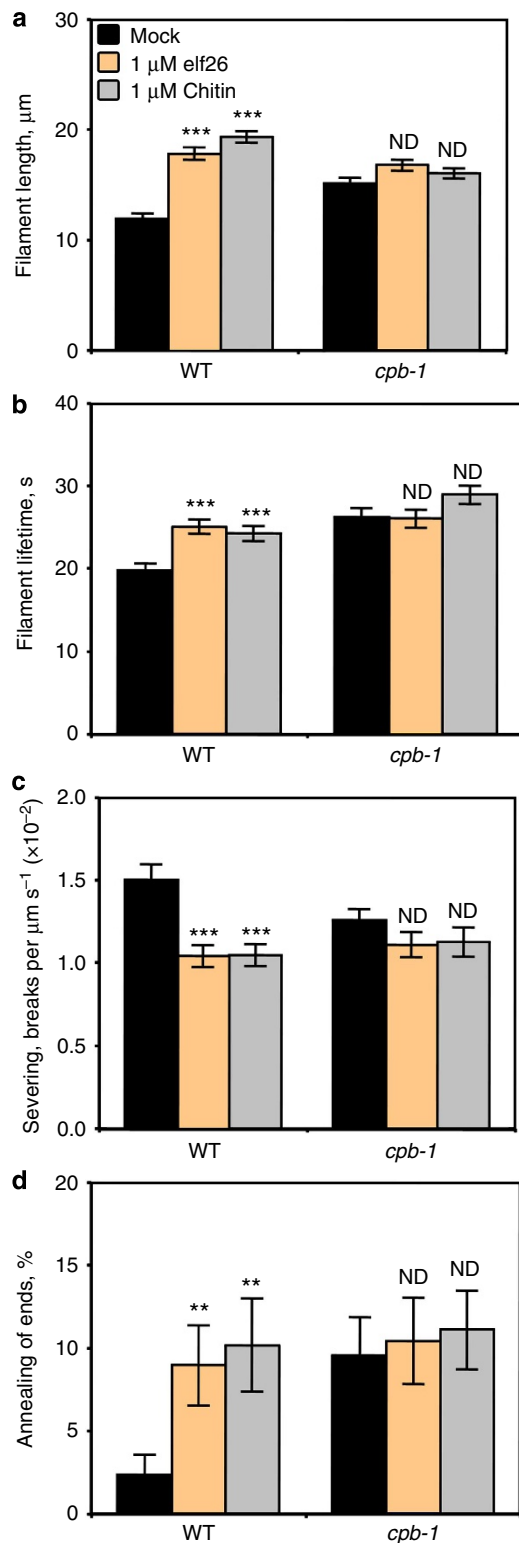 a
30
20
10
0
Filament length, μm
Mock
1 μM elf26
1 μM Chitin
***
***
ND
ND
WT
cpb-1
b
40
30
20
10
0
Filament lifetime, s
***
***
ND
ND
WT
cpb-1
c
2.0
1.5
1.0
0.5
0.0
Severing, breaks per μm s⁻¹ (×10⁻²)
***
***
ND
ND
WT
cpb-1
d
20
15
10
5
0
Annealing of ends, %
**
**
ND
ND
WT
cpb-1